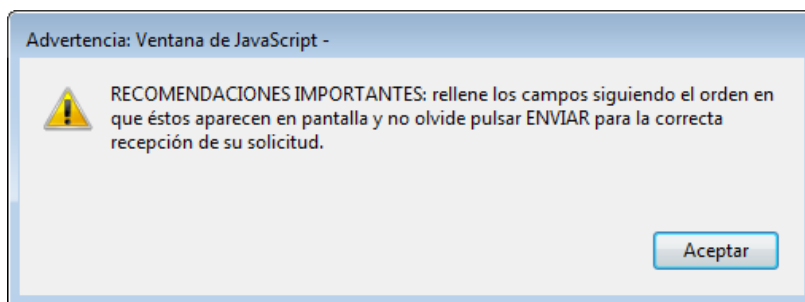 Advertencia: Ventana de JavaScript -
RECOMENDACIONES IMPORTANTES: rellene los campos siguiendo el orden en
que éstos aparecen en pantalla y no olvide pulsar ENVIAR para la correcta
recepción de su solicitud.
Aceptar